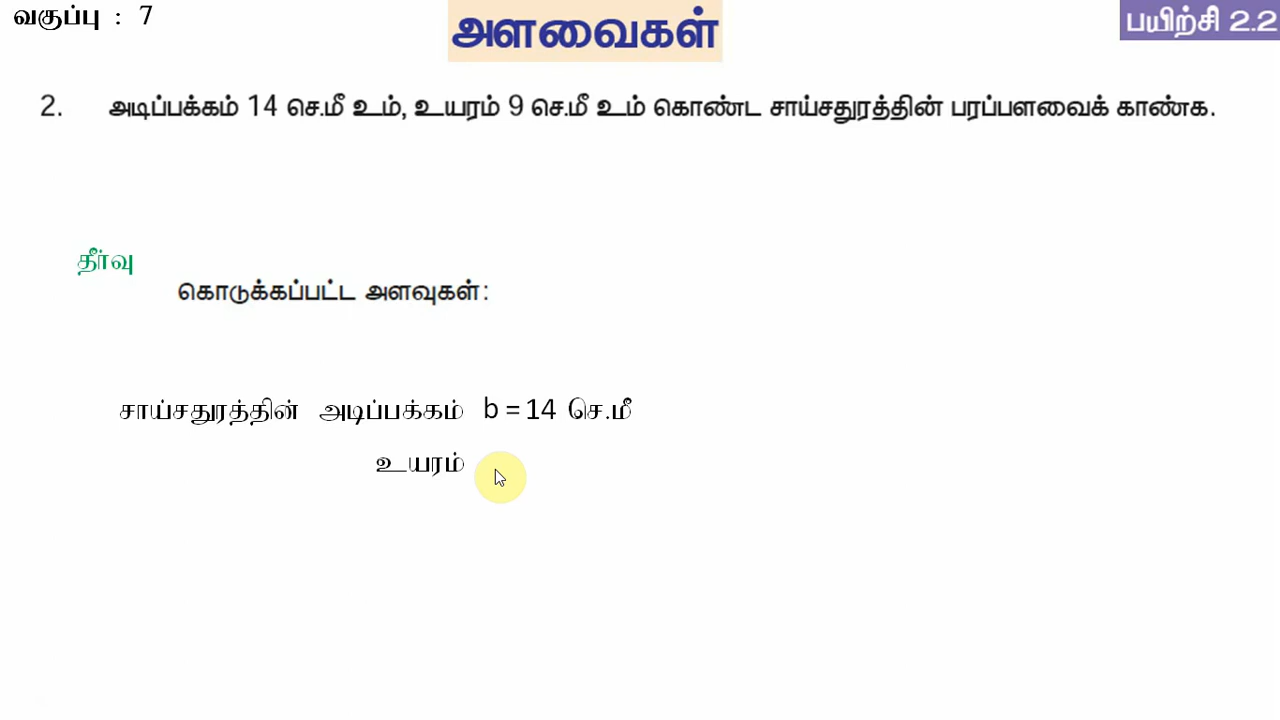 வகுப்பு : 7
அளவைகள்
பயிற்சி 2.2
2. அடிப்பக்கம் 14 செ.மீ உம், உயரம் 9 செ.மீ உம் கொண்ட சாய்சதுரத்தின் பரப்பளவைக் காண்க.
தீர்வு
கொடுக்கப்பட்ட அளவுகள்:
சாய்சதுரத்தின் அடிப்பக்கம் b = 14 செ.மீ
உயரம்